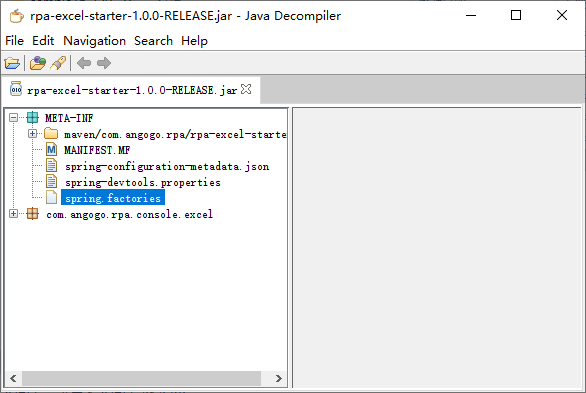 rpa-excel-starter-1.0.0-RELEASE.jar - Java Decompiler
File Edit Navigation Search Help
rpa-excel-starter-1.0.0-RELEASE.jar
META-INF
maven/com.angogo.rpa/rpa-excel-starte
MANIFEST.MF
spring-configuration-metadata.json
spring-devtools.properties
spring.factories
com.angogo.rpa.console.excel